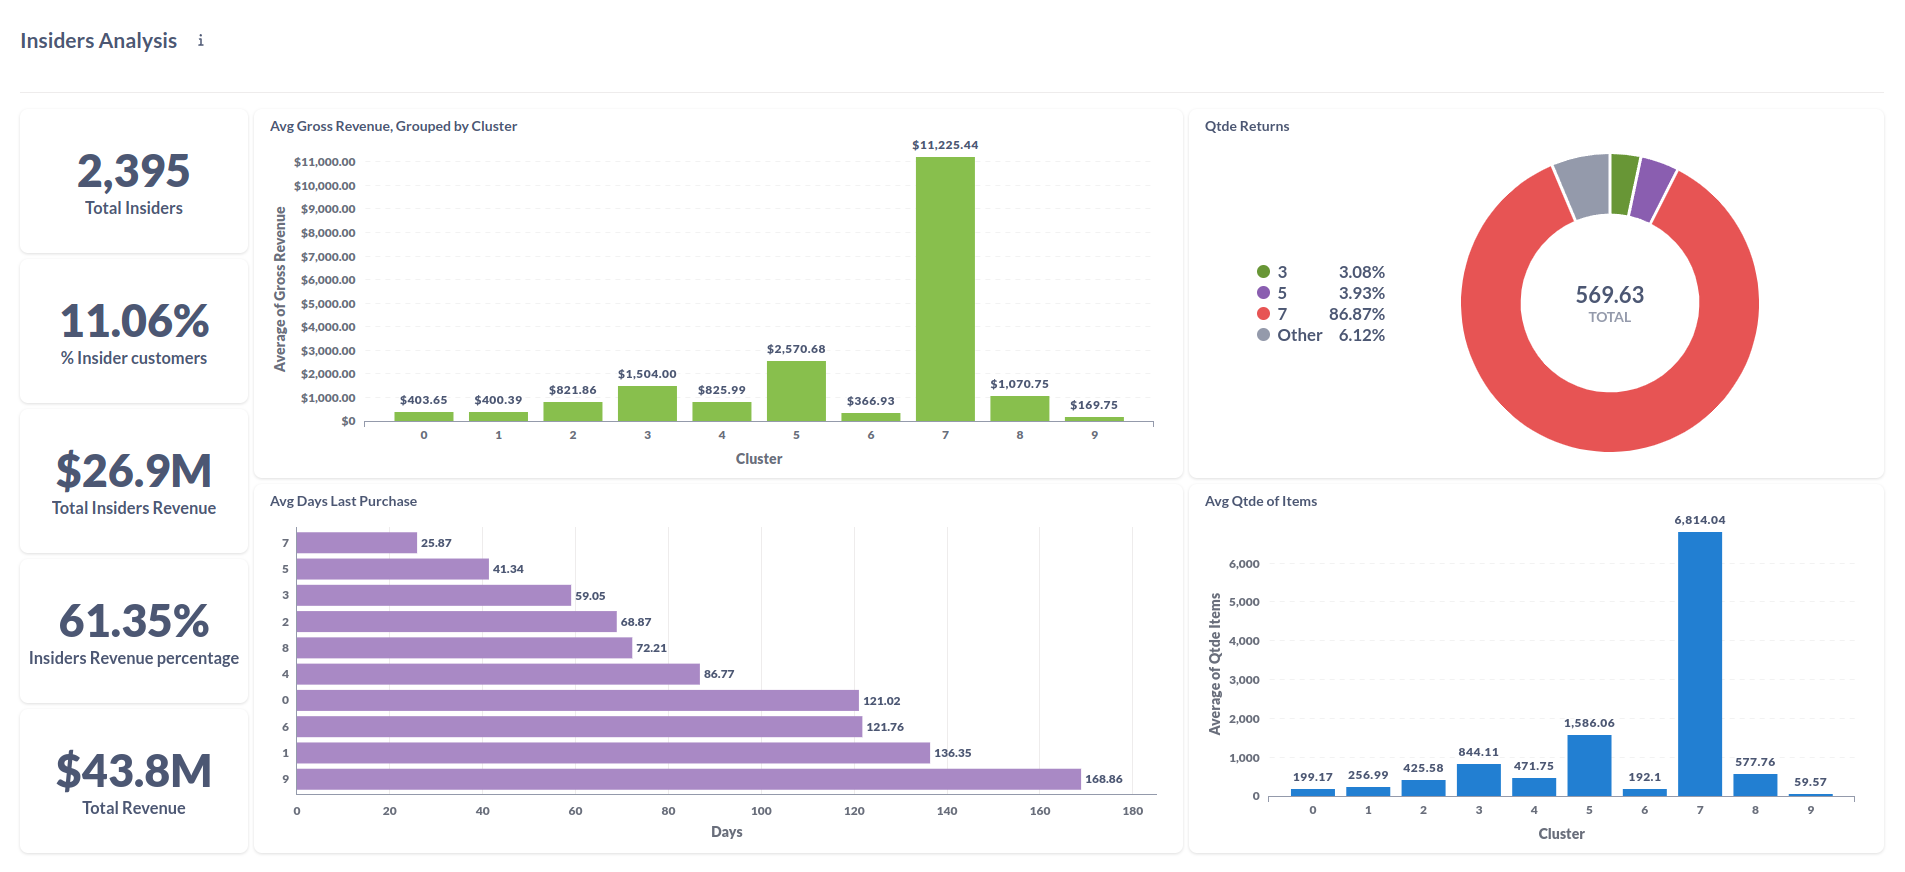 Insiders Analysis i
2,395
Total Insiders
11.06%
% Insider customers
$26.9M
Total Insiders Revenue
61.35%
Insiders Revenue percentage
$43.8M
Total Revenue
Avg Gross Revenue, Grouped by Cluster
Average of Gross Revenue
$11,000.00
$10,000.00
$9,000.00
$8,000.00
$7,000.00
$6,000.00
$5,000.00
$4,000.00
$3,000.00
$2,000.00
$1,000.00
$0
$403.65 $400.39 $821.86 $1,504.00 $825.99 $2,570.68 $366.93 $11,225.44 $1,070.75 $169.75
0 1 2 3 4 5 6 7 8 9
Cluster
Qtde Returns
3 3.08%
5 3.93%
7 86.87%
Other 6.12%
569.63
TOTAL
Avg Days Last Purchase
7 25.87
5 41.34
3 59.05
2 68.87
8 72.21
4 86.77
0 121.02
6 121.76
1 136.35
9 168.86
0 20 40 60 80 100 120 140 160 180
Days
Avg Qtde of Items
Average of Qtde Items
6,000
5,000
4,000
3,000
2,000
1,000
0
199.17 256.99 425.58 844.11 471.75 1,586.06 192.1 6,814.04 577.76 59.57
0 1 2 3 4 5 6 7 8 9
Cluster